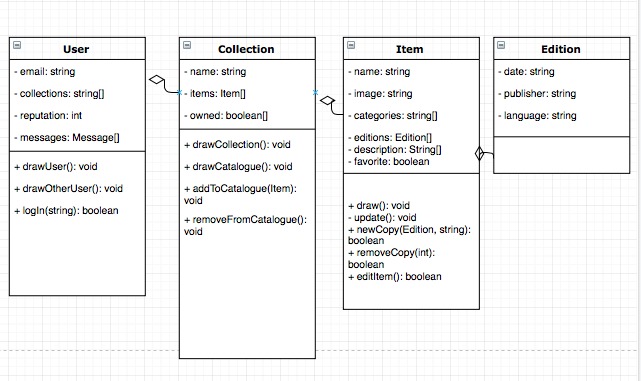 User
- email: string
- collections: string[]
- reputation: int
- messages: Message[]
+ drawUser(): void
+ drawOtherUser(): void
+ logIn(string): boolean
Collection
- name: string
- items: Item[]
- owned: boolean[]
+ drawCollection(): void
+ drawCatalogue(): void
+ addToCatalogue(Item):
void
+ removeFromCatalogue():
void
Item
- name: string
- image: string
- categories: string[]
- editions: Edition[]
- description: String[]
- favorite: boolean
+ draw(): void
- update(): void
+ newCopy(Edition, string):
boolean
+ removeCopy(int):
boolean
+ editItem(): boolean
Edition
- date: string
- publisher: string
- language: string